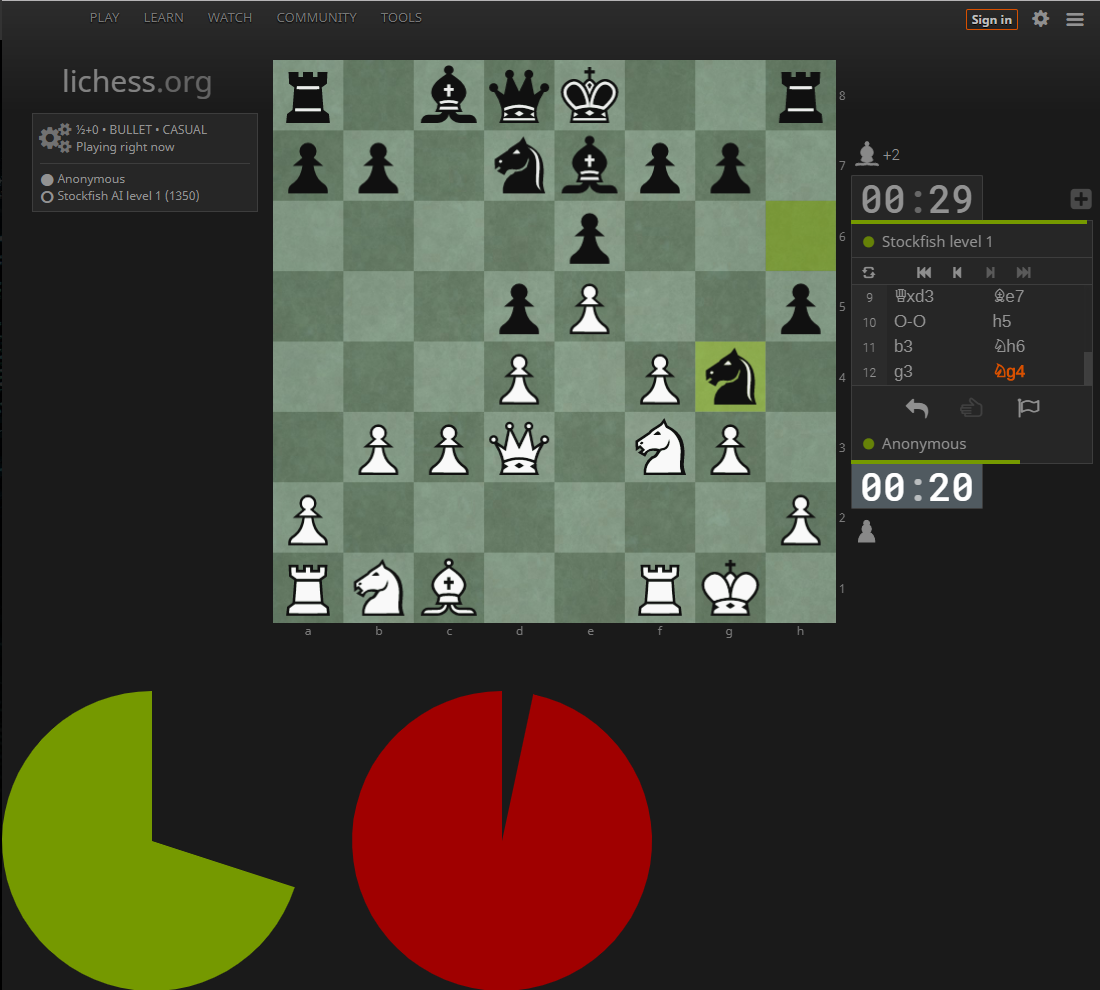 PLAY LEARN WATCH COMMUNITY TOOLS Sign in
lichess.org
½+0 • BULLET • CASUAL
Playing right now
Anonymous
Stockfish AI level 1 (1350)
8
7
6
5
4
3
2
1
a b c d e f g h
+2
00:29
Stockfish level 1
9 ♕xd3 ♗e7
10 O-O h5
11 b3 ♘h6
12 g3 ♘g4
Anonymous
00:20